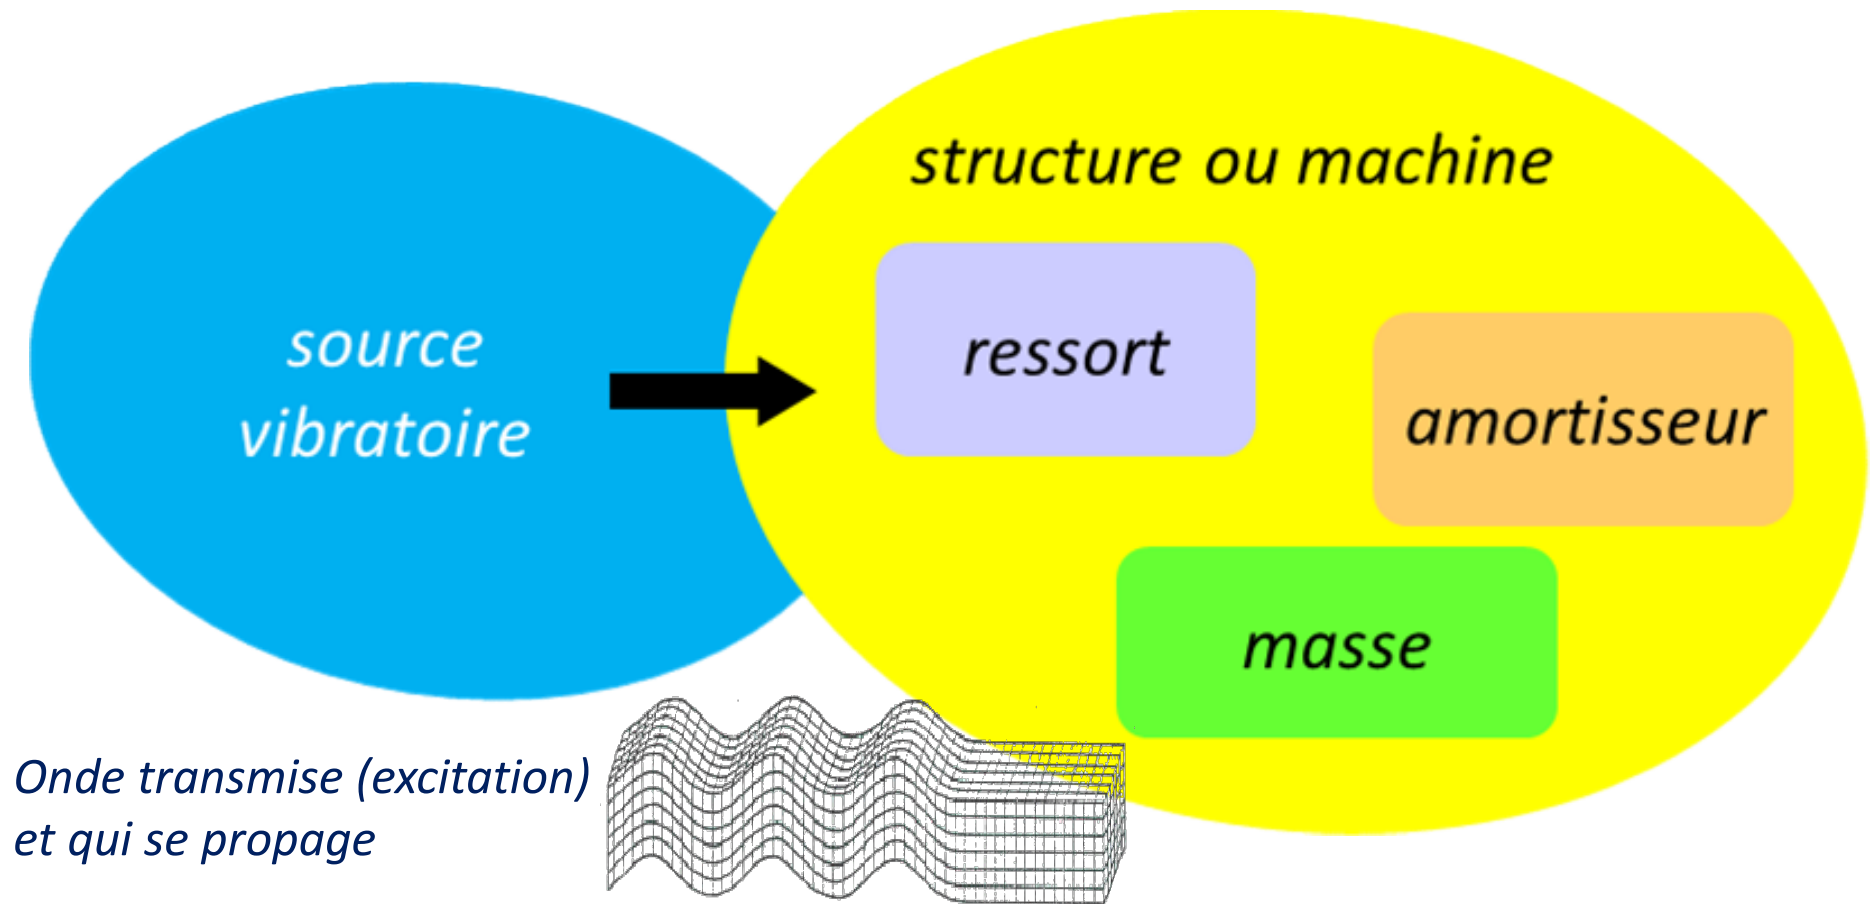 structure ou machine
source
vibratoire
ressort
amortisseur
masse
Onde transmise (excitation)
et qui se propage